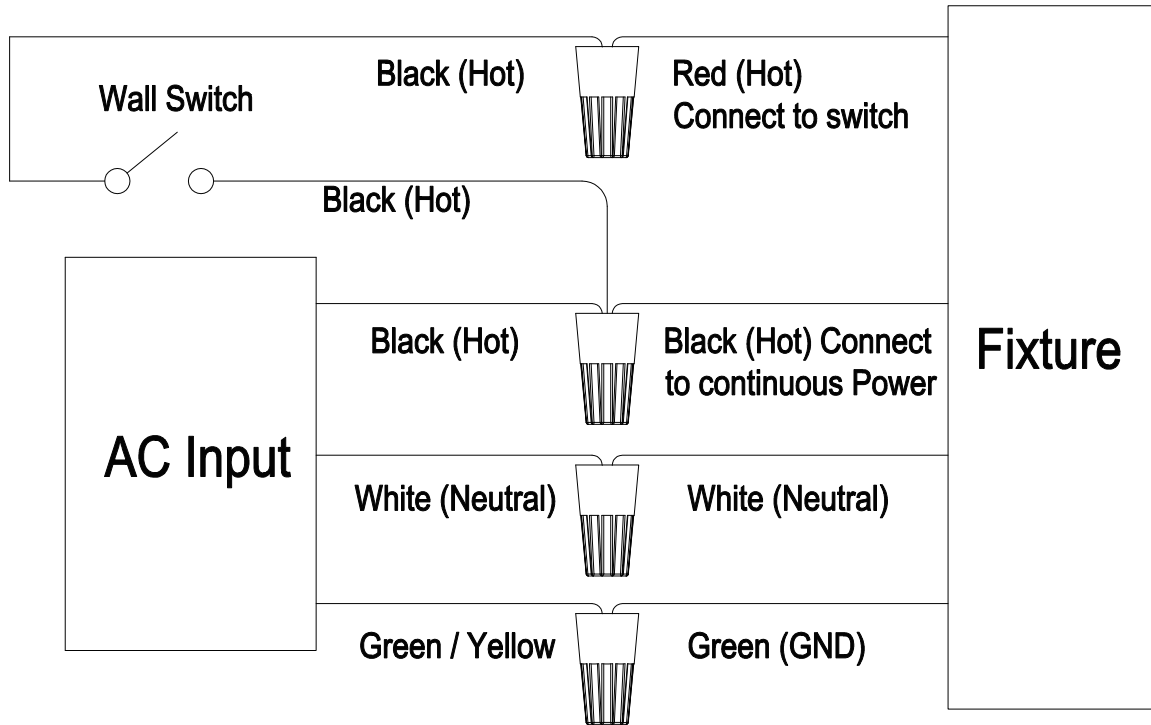 Black (Hot)
Red (Hot)
Connect to switch
Wall Switch
Black (Hot)
Black (Hot)
Black (Hot) Connect
to continuous Power
Fixture
AC Input
White (Neutral)
White (Neutral)
Green / Yellow
Green (GND)